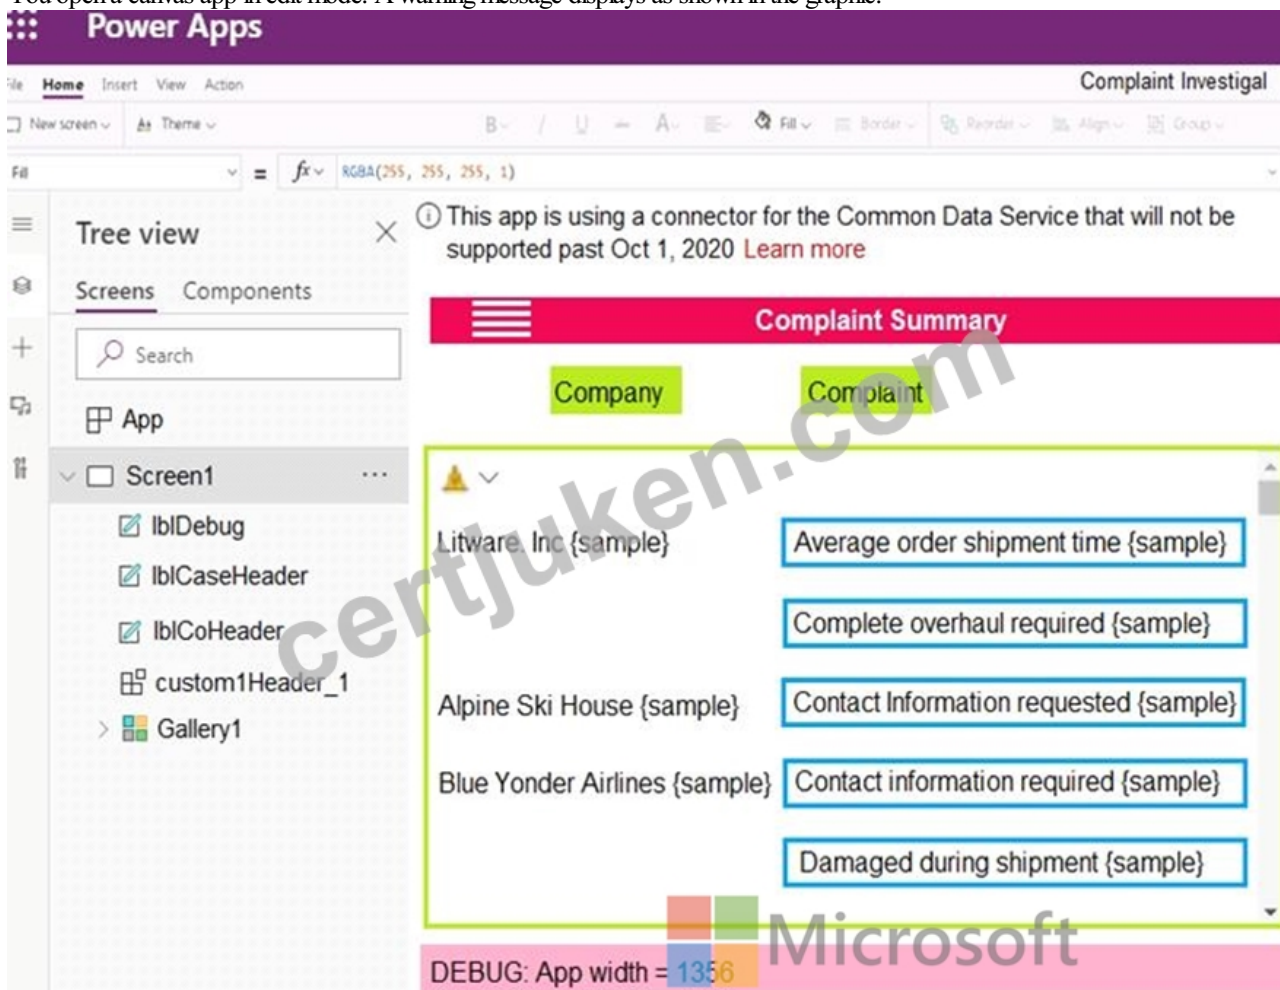 You open a canvas app in edit mode. A warning message displays as shown in the graphic.
Power Apps
File Home Insert View Action
Complaint Investigal
New screen Theme B / U A Fill Border Reorder Align Group
Fill = fx RGBA(255, 255, 255, 1)
Tree view
Screens Components
Search
App
Screen1
lblDebug
lblCaseHeader
lblCoHeader
custom1Header_1
Gallery1
This app is using a connector for the Common Data Service that will not be
supported past Oct 1, 2020 Learn more
Complaint Summary
Company Complaint
Litware. Inc {sample} Average order shipment time {sample}
Complete overhaul required {sample}
Alpine Ski House {sample} Contact Information requested {sample}
Blue Yonder Airlines {sample} Contact information required {sample}
Damaged during shipment {sample}
DEBUG: App width = 1356
Microsoft
certjuken.com